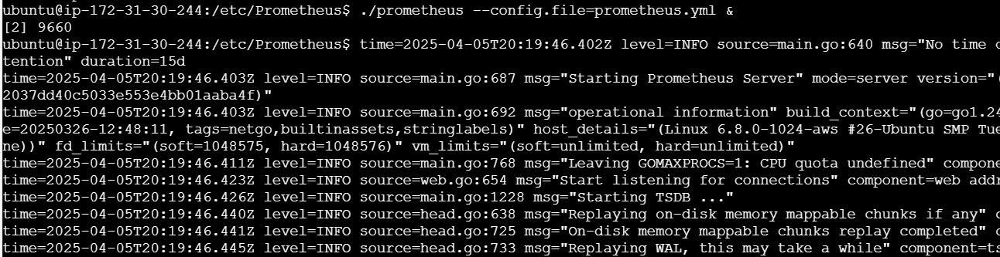 ubuntu@ip-172-31-30-244:/etc/Prometheus$ ./prometheus --config.file=prometheus.yml &
[2] 9660
ubuntu@ip-172-31-30-244:/etc/Prometheus$ time=2025-04-05T20:19:46.402Z level=INFO source=main.go:640 msg="No time
tention" duration=15d
time=2025-04-05T20:19:46.403Z level=INFO source=main.go:687 msg="Starting Prometheus Server" mode=server version="(
2037dd40c5033e553e4bb01aaba4f)"
time=2025-04-05T20:19:46.403Z level=INFO source=main.go:692 msg="operational information" build_context="(go=go1.24
e=20250326-12:48:11, tags=netgo,builtinassets,stringlabels)" host_details="(Linux 6.8.0-1024-aws #26-Ubuntu SMP Tue
ne))" fd_limits="(soft=1048575, hard=1048576)" vm_limits="(soft=unlimited, hard=unlimited)"
time=2025-04-05T20:19:46.411Z level=INFO source=main.go:768 msg="Leaving GOMAXPROCS=1: CPU quota undefined" compone
time=2025-04-05T20:19:46.423Z level=INFO source=web.go:654 msg="Start listening for connections" component=web addr
time=2025-04-05T20:19:46.426Z level=INFO source=main.go:1228 msg="Starting TSDB ..."
time=2025-04-05T20:19:46.440Z level=INFO source=head.go:638 msg="Replaying on-disk memory mappable chunks if any" c
time=2025-04-05T20:19:46.441Z level=INFO source=head.go:725 msg="On-disk memory mappable chunks replay completed" c
time=2025-04-05T20:19:46.445Z level=INFO source=head.go:733 msg="Replaying WAL, this may take a while" component=ts